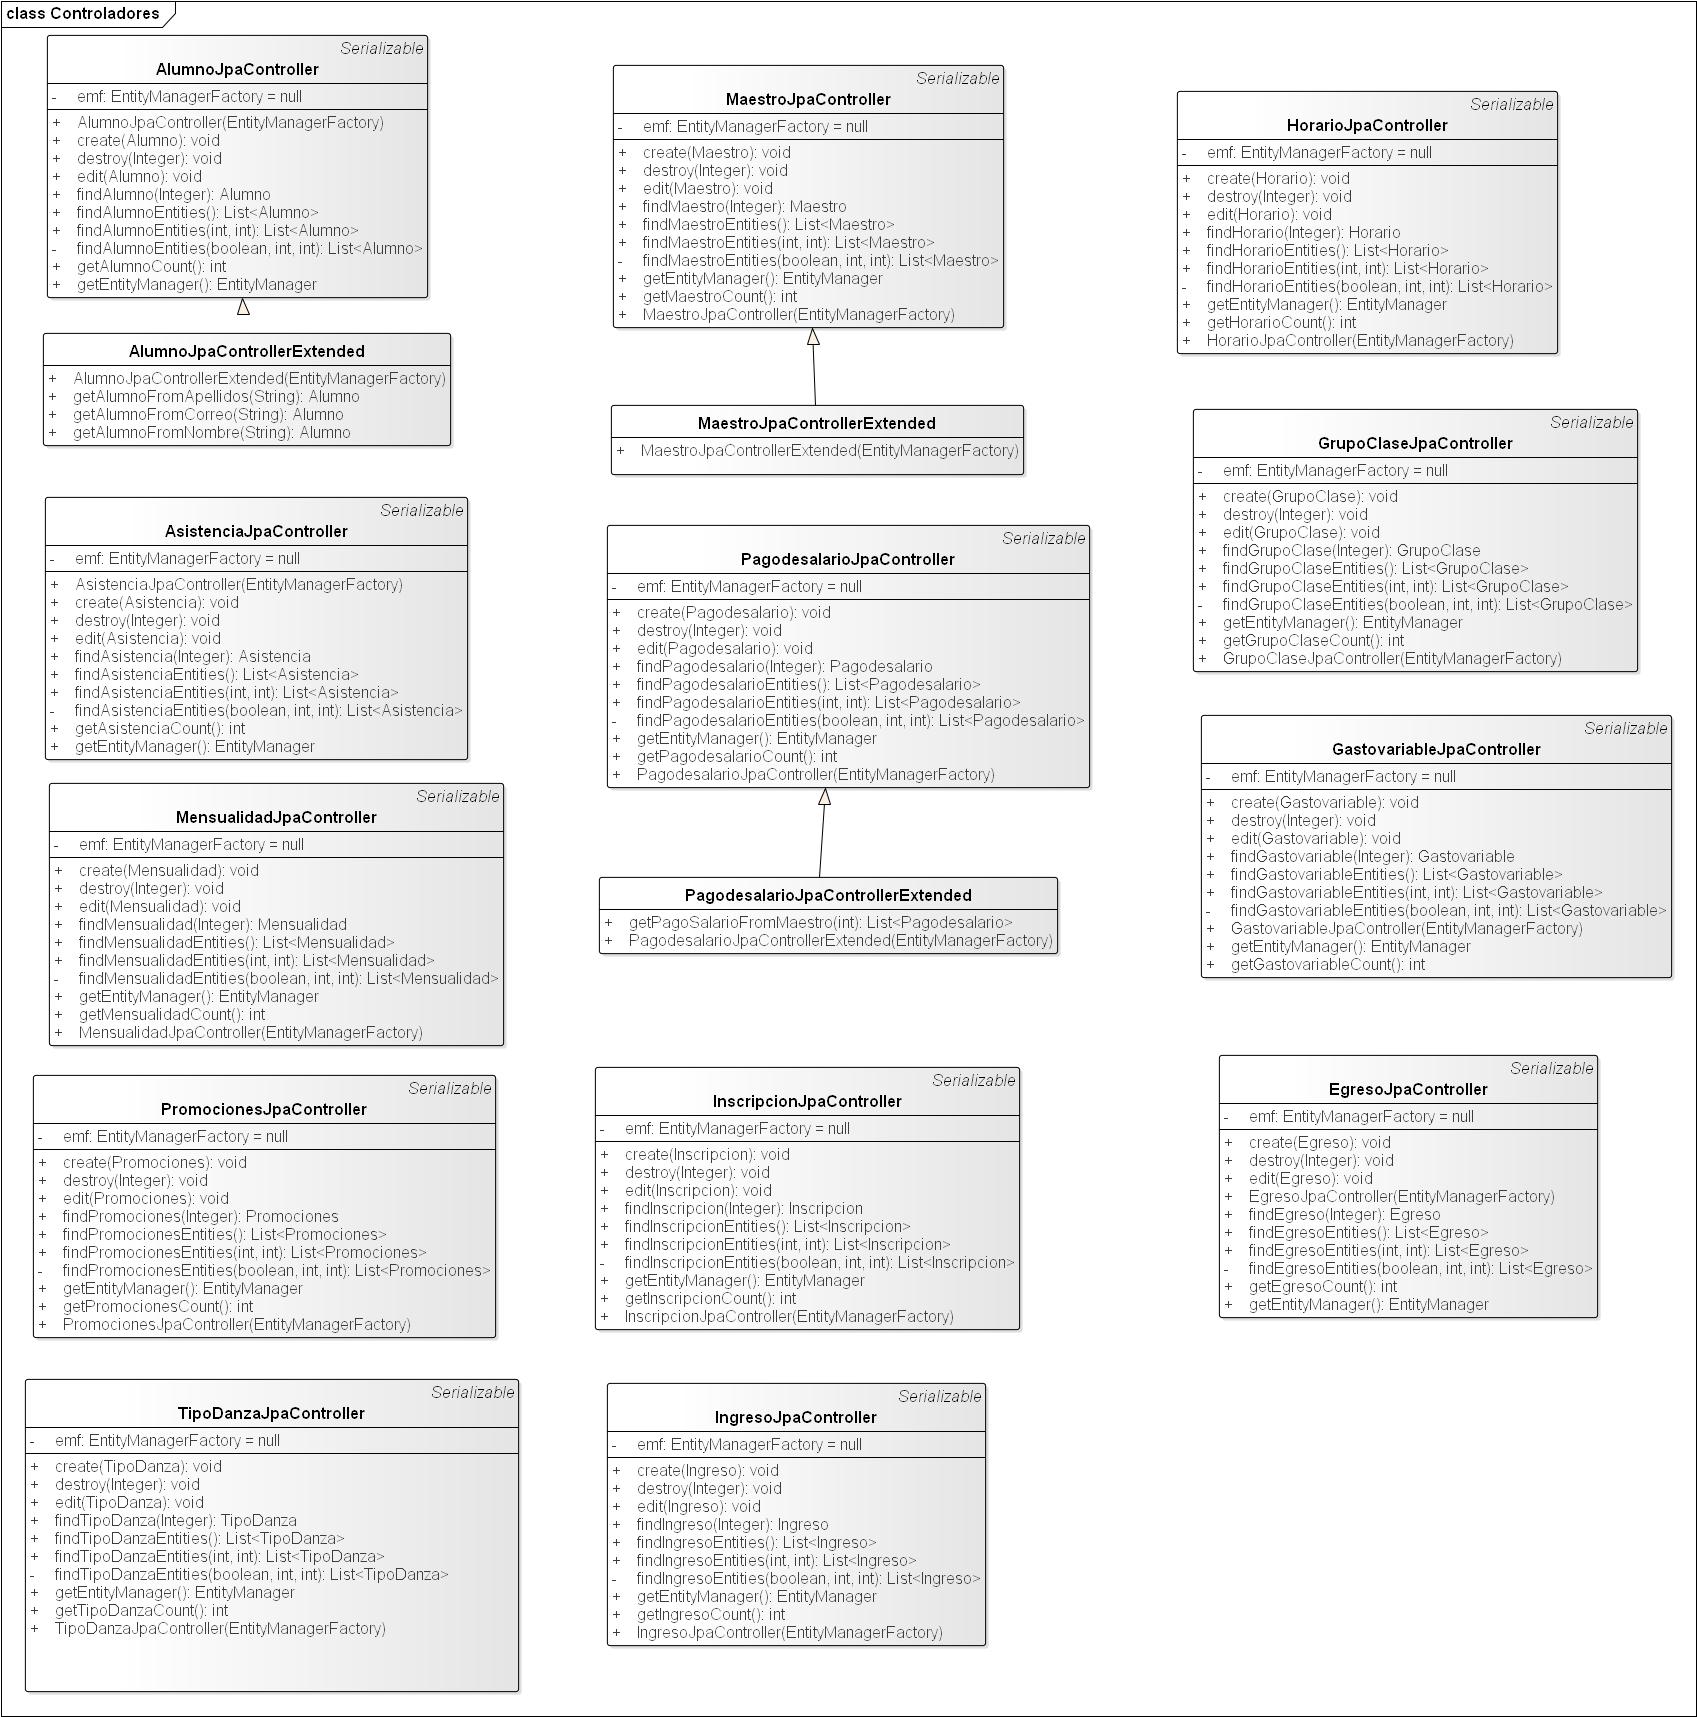 class Controladores
Serializable
AlumnoJpaController
- emf: EntityManagerFactory = null
+ AlumnoJpaController(EntityManagerFactory)
+ create(Alumno): void
+ destroy(Integer): void
+ edit(Alumno): void
+ findAlumno(Integer): Alumno
+ findAlumnoEntities(): List<Alumno>
+ findAlumnoEntities(int, int): List<Alumno>
- findAlumnoEntities(boolean, int, int): List<Alumno>
+ getAlumnoCount(): int
+ getEntityManager(): EntityManager
AlumnoJpaControllerExtended
+ AlumnoJpaControllerExtended(EntityManagerFactory)
+ getAlumnoFromApellidos(String): Alumno
+ getAlumnoFromCorreo(String): Alumno
+ getAlumnoFromNombre(String): Alumno
Serializable
AsistenciaJpaController
- emf: EntityManagerFactory = null
+ AsistenciaJpaController(EntityManagerFactory)
+ create(Asistencia): void
+ destroy(Integer): void
+ edit(Asistencia): void
+ findAsistencia(Integer): Asistencia
+ findAsistenciaEntities(): List<Asistencia>
+ findAsistenciaEntities(int, int): List<Asistencia>
- findAsistenciaEntities(boolean, int, int): List<Asistencia>
+ getAsistenciaCount(): int
+ getEntityManager(): EntityManager
Serializable
MensualidadJpaController
- emf: EntityManagerFactory = null
+ create(Mensualidad): void
+ destroy(Integer): void
+ edit(Mensualidad): void
+ findMensualidad(Integer): Mensualidad
+ findMensualidadEntities(): List<Mensualidad>
+ findMensualidadEntities(int, int): List<Mensualidad>
- findMensualidadEntities(boolean, int, int): List<Mensualidad>
+ getEntityManager(): EntityManager
+ getMensualidadCount(): int
+ MensualidadJpaController(EntityManagerFactory)
Serializable
PromocionesJpaController
- emf: EntityManagerFactory = null
+ create(Promociones): void
+ destroy(Integer): void
+ edit(Promociones): void
+ findPromociones(Integer): Promociones
+ findPromocionesEntities(): List<Promociones>
+ findPromocionesEntities(int, int): List<Promociones>
- findPromocionesEntities(boolean, int, int): List<Promociones>
+ getEntityManager(): EntityManager
+ getPromocionesCount(): int
+ PromocionesJpaController(EntityManagerFactory)
Serializable
TipoDanzaJpaController
- emf: EntityManagerFactory = null
+ create(TipoDanza): void
+ destroy(Integer): void
+ edit(TipoDanza): void
+ findTipoDanza(Integer): TipoDanza
+ findTipoDanzaEntities(): List<TipoDanza>
+ findTipoDanzaEntities(int, int): List<TipoDanza>
- findTipoDanzaEntities(boolean, int, int): List<TipoDanza>
+ getEntityManager(): EntityManager
+ getTipoDanzaCount(): int
+ TipoDanzaJpaController(EntityManagerFactory)
Serializable
MaestroJpaController
- emf: EntityManagerFactory = null
+ create(Maestro): void
+ destroy(Integer): void
+ edit(Maestro): void
+ findMaestro(Integer): Maestro
+ findMaestroEntities(): List<Maestro>
+ findMaestroEntities(int, int): List<Maestro>
- findMaestroEntities(boolean, int, int): List<Maestro>
+ getEntityManager(): EntityManager
+ getMaestroCount(): int
+ MaestroJpaController(EntityManagerFactory)
MaestroJpaControllerExtended
+ MaestroJpaControllerExtended(EntityManagerFactory)
Serializable
PagodesalarioJpaController
- emf: EntityManagerFactory = null
+ create(Pagodesalario): void
+ destroy(Integer): void
+ edit(Pagodesalario): void
+ findPagodesalario(Integer): Pagodesalario
+ findPagodesalarioEntities(): List<Pagodesalario>
+ findPagodesalarioEntities(int, int): List<Pagodesalario>
- findPagodesalarioEntities(boolean, int, int): List<Pagodesalario>
+ getEntityManager(): EntityManager
+ getPagodesalarioCount(): int
+ PagodesalarioJpaController(EntityManagerFactory)
PagodesalarioJpaControllerExtended
+ getPagoSalarioFromMaestro(int): List<Pagodesalario>
+ PagodesalarioJpaControllerExtended(EntityManagerFactory)
Serializable
InscripcionJpaController
- emf: EntityManagerFactory = null
+ create(Inscripcion): void
+ destroy(Integer): void
+ edit(Inscripcion): void
+ findInscripcion(Integer): Inscripcion
+ findInscripcionEntities(): List<Inscripcion>
+ findInscripcionEntities(int, int): List<Inscripcion>
- findInscripcionEntities(boolean, int, int): List<Inscripcion>
+ getEntityManager(): EntityManager
+ getInscripcionCount(): int
+ InscripcionJpaController(EntityManagerFactory)
Serializable
IngresoJpaController
- emf: EntityManagerFactory = null
+ create(Ingreso): void
+ destroy(Integer): void
+ edit(Ingreso): void
+ findIngreso(Integer): Ingreso
+ findIngresoEntities(): List<Ingreso>
+ findIngresoEntities(int, int): List<Ingreso>
- findIngresoEntities(boolean, int, int): List<Ingreso>
+ getEntityManager(): EntityManager
+ getIngresoCount(): int
+ IngresoJpaController(EntityManagerFactory)
Serializable
HorarioJpaController
- emf: EntityManagerFactory = null
+ create(Horario): void
+ destroy(Integer): void
+ edit(Horario): void
+ findHorario(Integer): Horario
+ findHorarioEntities(): List<Horario>
+ findHorarioEntities(int, int): List<Horario>
- findHorarioEntities(boolean, int, int): List<Horario>
+ getEntityManager(): EntityManager
+ getHorarioCount(): int
+ HorarioJpaController(EntityManagerFactory)
Serializable
GrupoClaseJpaController
- emf: EntityManagerFactory = null
+ create(GrupoClase): void
+ destroy(Integer): void
+ edit(GrupoClase): void
+ findGrupoClase(Integer): GrupoClase
+ findGrupoClaseEntities(): List<GrupoClase>
+ findGrupoClaseEntities(int, int): List<GrupoClase>
- findGrupoClaseEntities(boolean, int, int): List<GrupoClase>
+ getEntityManager(): EntityManager
+ getGrupoClaseCount(): int
+ GrupoClaseJpaController(EntityManagerFactory)
Serializable
GastovariableJpaController
- emf: EntityManagerFactory = null
+ create(Gastovariable): void
+ destroy(Integer): void
+ edit(Gastovariable): void
+ findGastovariable(Integer): Gastovariable
+ findGastovariableEntities(): List<Gastovariable>
+ findGastovariableEntities(int, int): List<Gastovariable>
- findGastovariableEntities(boolean, int, int): List<Gastovariable>
+ GastovariableJpaController(EntityManagerFactory)
+ getEntityManager(): EntityManager
+ getGastovariableCount(): int
Serializable
EgresoJpaController
- emf: EntityManagerFactory = null
+ create(Egreso): void
+ destroy(Integer): void
+ edit(Egreso): void
+ EgresoJpaController(EntityManagerFactory)
+ findEgreso(Integer): Egreso
+ findEgresoEntities(): List<Egreso>
+ findEgresoEntities(int, int): List<Egreso>
- findEgresoEntities(boolean, int, int): List<Egreso>
+ getEgresoCount(): int
+ getEntityManager(): EntityManager